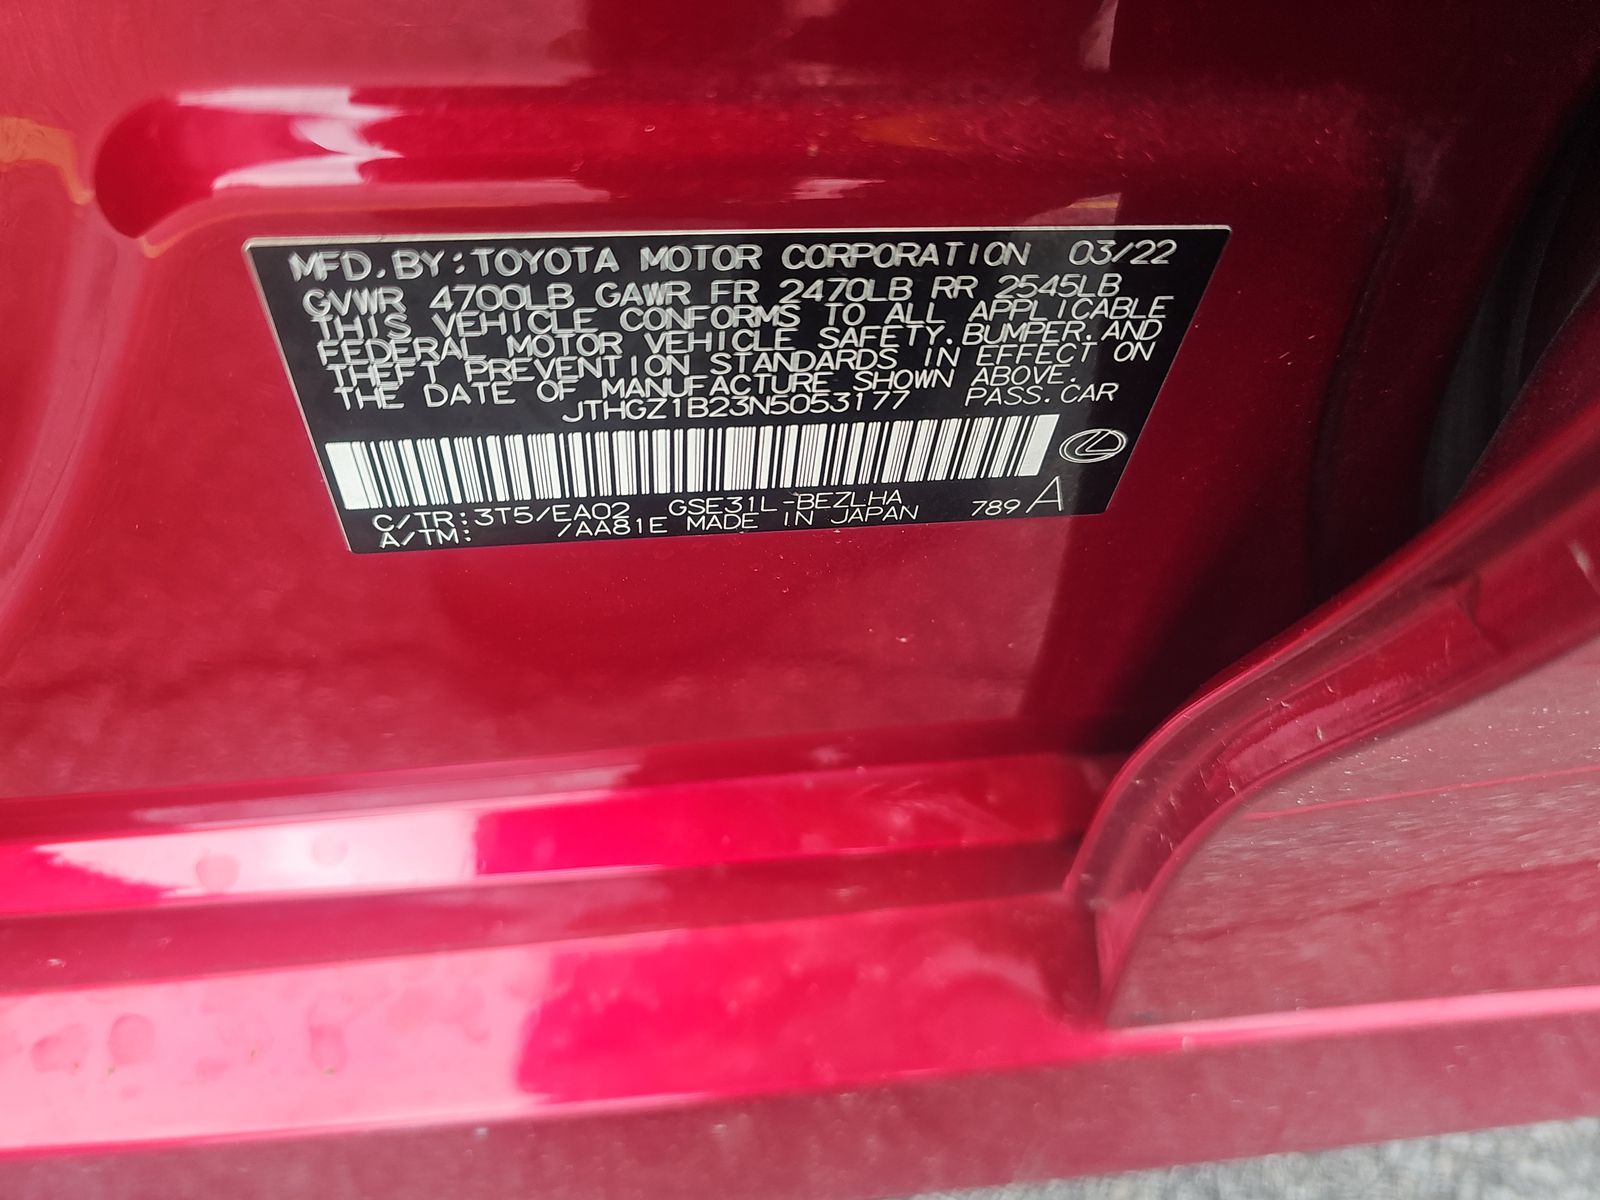 MFD. BY: TOYOTA MOTOR CORPORATION 03/22
GVWR 4700LB GAWR FR 2470LB RR 2545LB
THIS VEHICLE CONFORMS TO ALL APPLICABLE
FEDERAL MOTOR VEHICLE SAFETY, BUMPER, AND
THEFT PREVENTION STANDARDS IN EFFECT ON
THE DATE OF MANUFACTURE SHOWN ABOVE.
JTHGZ1B23N5053177 PASS. CAR
C/TR: 3T5/EA02 GSE31L-BEZLHA 789 A
A/TM: /AA81E MADE IN JAPAN